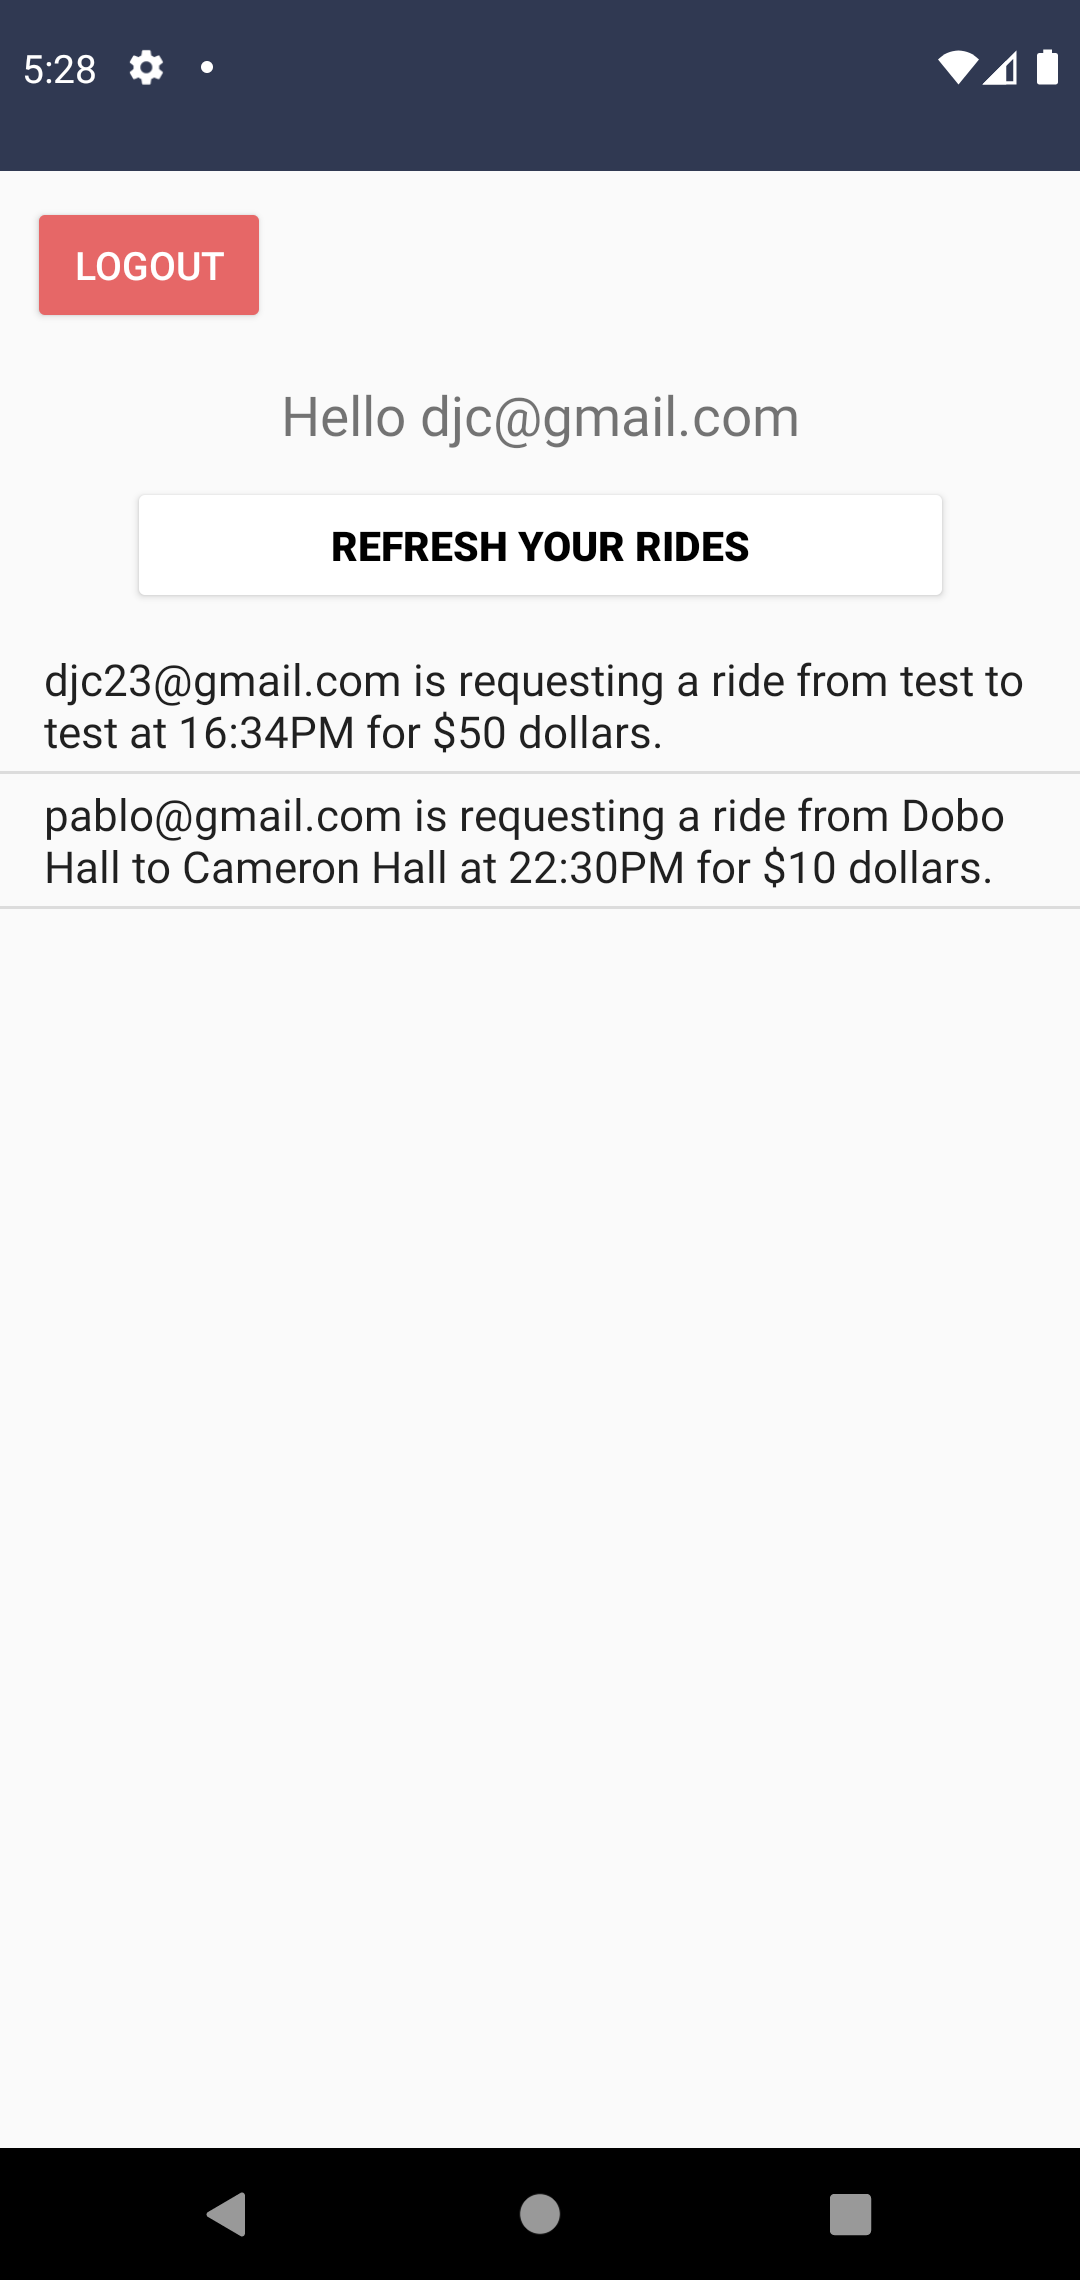 5:28
LOGOUT
Hello djc@gmail.com
REFRESH YOUR RIDES
djc23@gmail.com is requesting a ride from test to
test at 16:34PM for $50 dollars.
pablo@gmail.com is requesting a ride from Dobo
Hall to Cameron Hall at 22:30PM for $10 dollars.